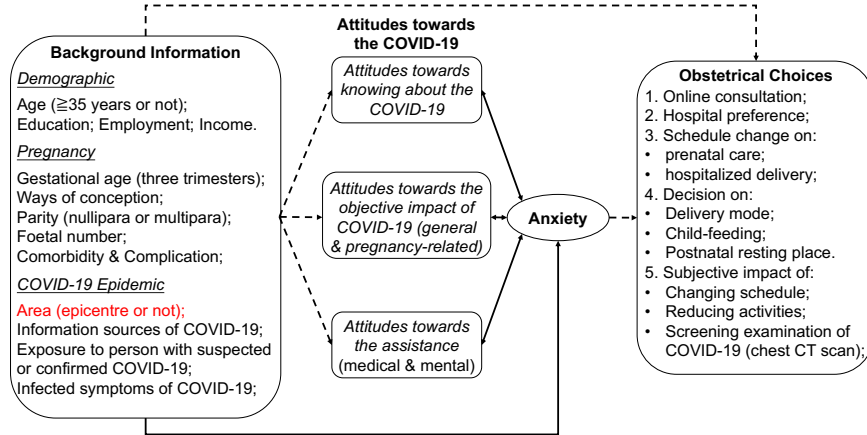 Background Information
Demographic
Age (≧35 years or not);
Education; Employment; Income.
Pregnancy
Gestational age (three trimesters);
Ways of conception;
Parity (nullipara or multipara);
Foetal number;
Comorbidity & Complication;
COVID-19 Epidemic
Area (epicentre or not);
Information sources of COVID-19;
Exposure to person with suspected
or confirmed COVID-19;
Infected symptoms of COVID-19;
Attitudes towards
the COVID-19
Attitudes towards
knowing about the
COVID-19
Attitudes towards the
objective impact of
COVID-19 (general
& pregnancy-related)
Attitudes towards
the assistance
(medical & mental)
Anxiety
Obstetrical Choices
1. Online consultation;
2. Hospital preference;
3. Schedule change on:
• prenatal care;
• hospitalized delivery;
4. Decision on:
• Delivery mode;
• Child-feeding;
• Postnatal resting place.
5. Subjective impact of:
• Changing schedule;
• Reducing activities;
• Screening examination of
COVID-19 (chest CT scan);